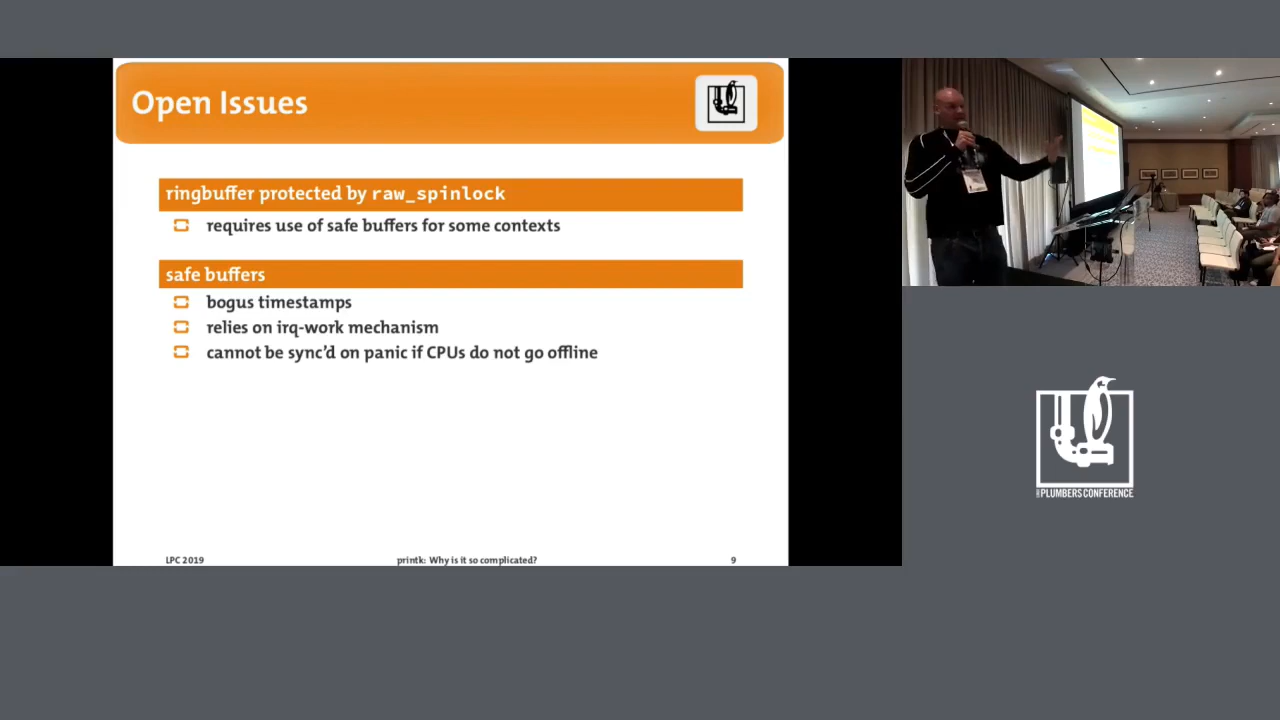 Open Issues
ringbuffer protected by raw_spinlock
requires use of safe buffers for some contexts
safe buffers
bogus timestamps
relies on irq-work mechanism
cannot be sync'd on panic if CPUs do not go offline
LPC 2019
printk: Why is it so complicated?
9
PLUMBERS CONFERENCE